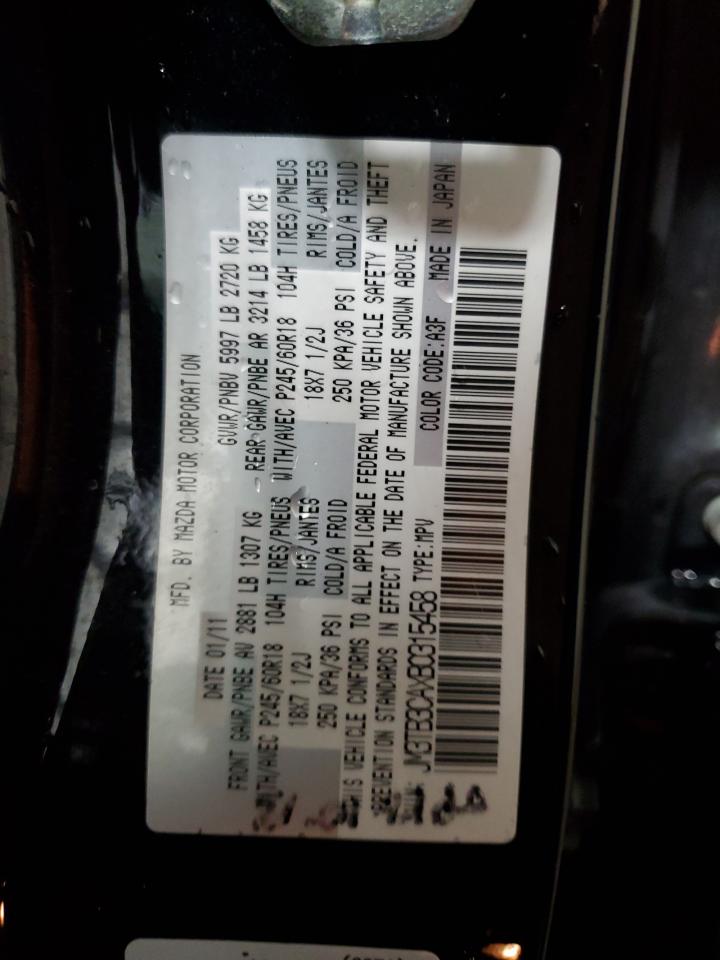 MFD. BY MAZDA MOTOR CORPORATION
DATE 01/11 GVWR/PNBV 5997 LB 2720 KG
FRONT GAWR/PNBE AV 2881 LB 1307 KG REAR GAWR/PNBE AR 3214 LB 1458 KG
WITH/AVEC P245/60R18 104H TIRES/PNEUS WITH/AVEC P245/60R18 104H TIRES/PNEUS
18X7 1/2J RIMS/JANTES 18X7 1/2J RIMS/JANTES
250 KPA/36 PSI COLD/A FROID 250 KPA/36 PSI COLD/A FROID
THIS VEHICLE CONFORMS TO ALL APPLICABLE FEDERAL MOTOR VEHICLE SAFETY AND THEFT
PREVENTION STANDARDS IN EFFECT ON THE DATE OF MANUFACTURE SHOWN ABOVE.
JM3TB3CAXB0315458 TYPE:MPV COLOR CODE:A3F MADE IN JAPAN